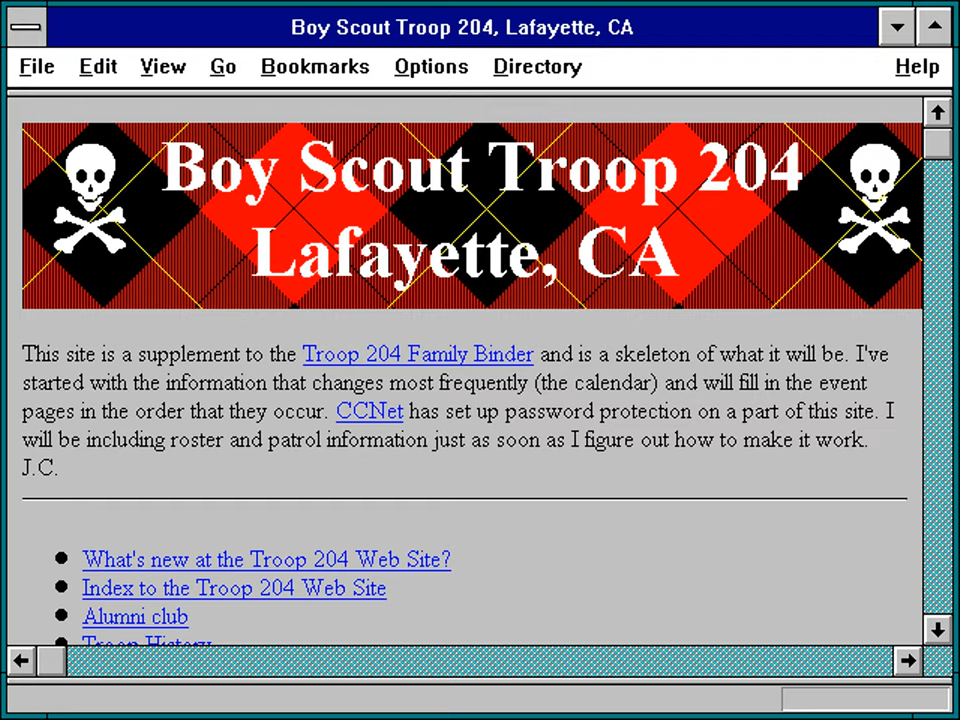 Boy Scout Troop 204, Lafayette, CA
File Edit View Go Bookmarks Options Directory Help
Boy Scout Troop 204
Lafayette, CA
This site is a supplement to the Troop 204 Family Binder and is a skeleton of what it will be. I've
started with the information that changes most frequently (the calendar) and will fill in the event
pages in the order that they occur. CCNet has set up password protection on a part of this site. I
will be including roster and patrol information just as soon as I figure out how to make it work.
J.C.
What's new at the Troop 204 Web Site?
Index to the Troop 204 Web Site
Alumni club
Troop History